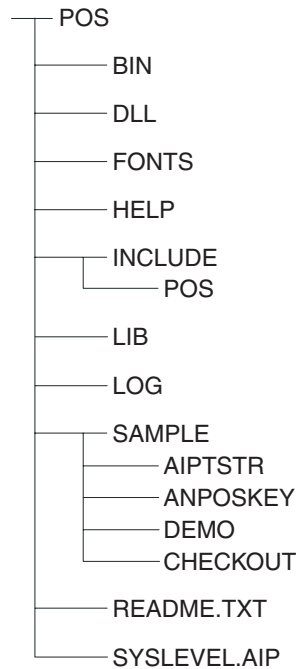 POS
BIN
DLL
FONTS
HELP
INCLUDE
POS
LIB
LOG
SAMPLE
AIPTSTR
ANPOSKEY
DEMO
CHECKOUT
README.TXT
SYSLEVEL.AIP